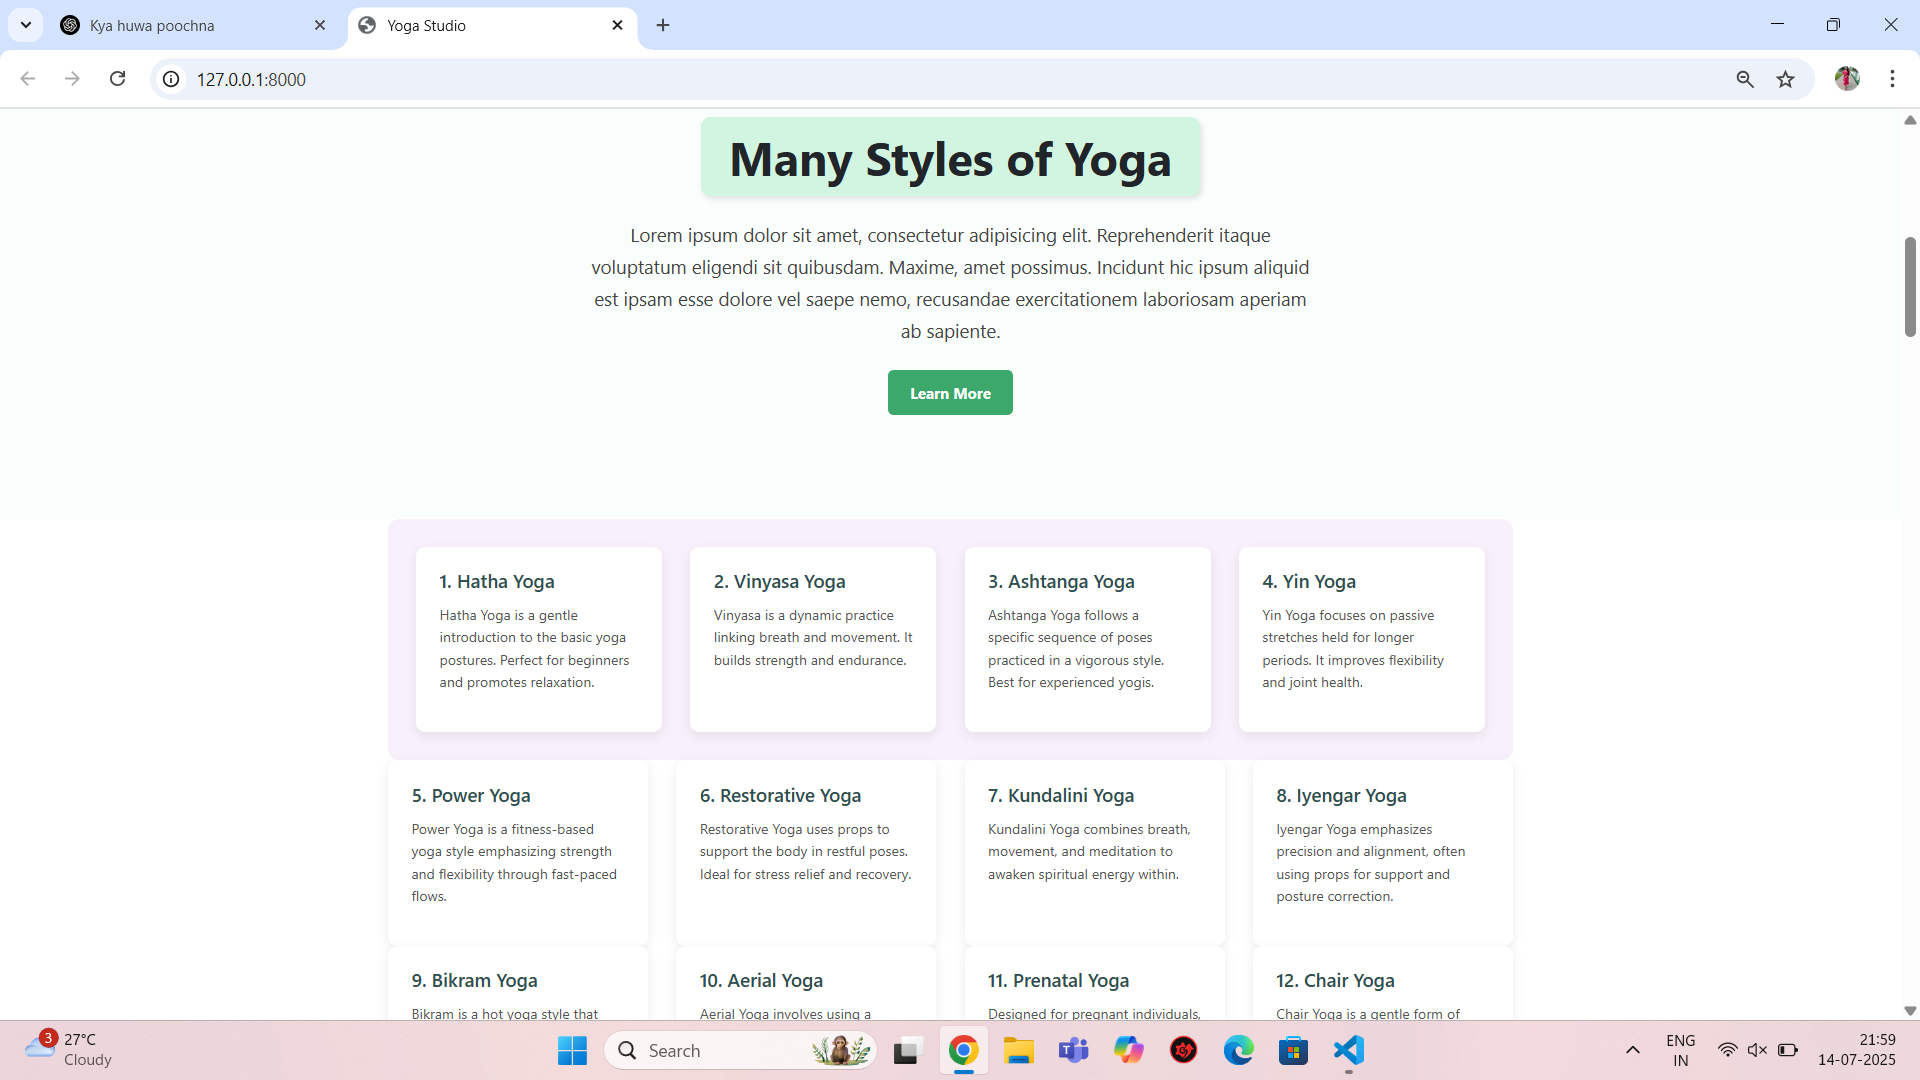 Kya huwa poochna
Yoga Studio
127.0.0.1:8000
Many Styles of Yoga
Lorem ipsum dolor sit amet, consectetur adipisicing elit. Reprehenderit itaque
voluptatum eligendi sit quibusdam. Maxime, amet possimus. Incidunt hic ipsum aliquid
est ipsam esse dolore vel saepe nemo, recusandae exercitationem laboriosam aperiam
ab sapiente.
Learn More
1. Hatha Yoga
Hatha Yoga is a gentle
introduction to the basic yoga
postures. Perfect for beginners
and promotes relaxation.
2. Vinyasa Yoga
Vinyasa is a dynamic practice
linking breath and movement. It
builds strength and endurance.
3. Ashtanga Yoga
Ashtanga Yoga follows a
specific sequence of poses
practiced in a vigorous style.
Best for experienced yogis.
4. Yin Yoga
Yin Yoga focuses on passive
stretches held for longer
periods. It improves flexibility
and joint health.
5. Power Yoga
Power Yoga is a fitness-based
yoga style emphasizing strength
and flexibility through fast-paced
flows.
6. Restorative Yoga
Restorative Yoga uses props to
support the body in restful poses.
Ideal for stress relief and recovery.
7. Kundalini Yoga
Kundalini Yoga combines breath,
movement, and meditation to
awaken spiritual energy within.
8. Iyengar Yoga
Iyengar Yoga emphasizes
precision and alignment, often
using props for support and
posture correction.
9. Bikram Yoga
Bikram is a hot yoga style that
10. Aerial Yoga
Aerial Yoga involves using a
11. Prenatal Yoga
Designed for pregnant individuals,
12. Chair Yoga
Chair Yoga is a gentle form of
3
27°C
Cloudy
Search
ENG
IN
21:59
14-07-2025